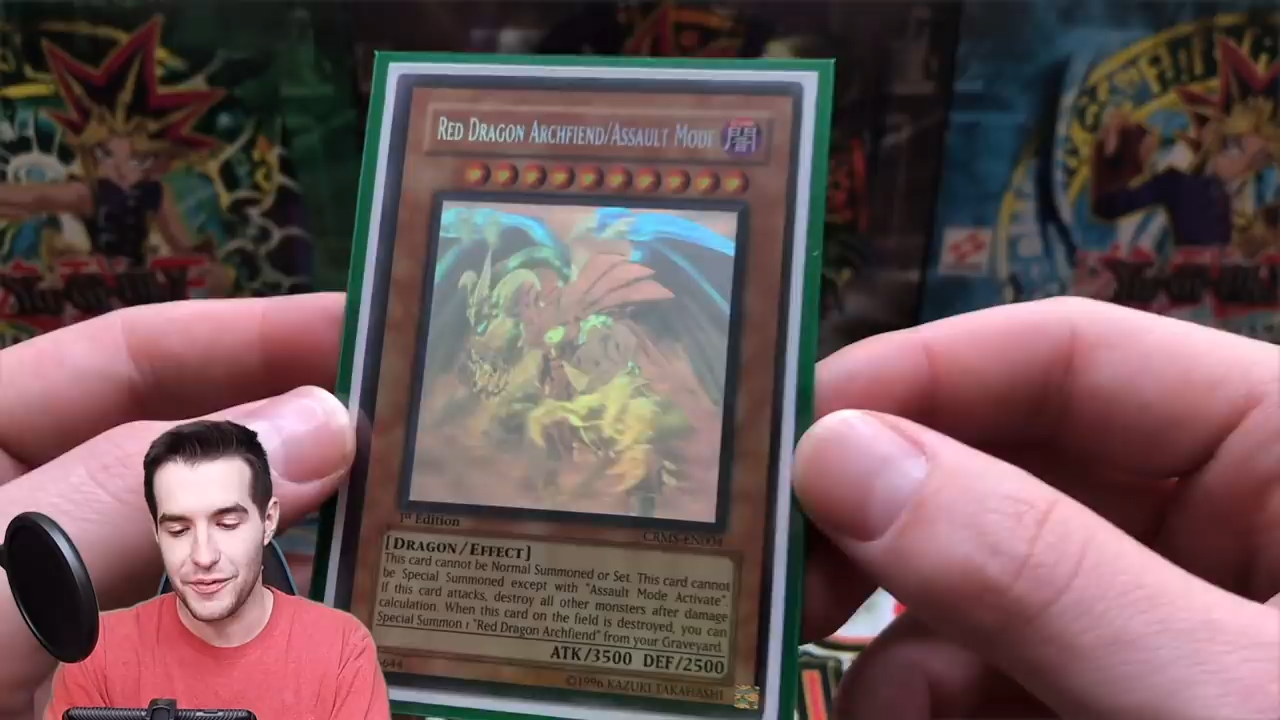 RED DRAGON ARCHFIEND/ASSAULT MODE
闇
1st Edition
CRMS-EN004
[DRAGON/EFFECT]
This card cannot be Normal Summoned or Set. This card cannot
be Special Summoned except with "Assault Mode Activate".
If this card attacks, destroy all other monsters after damage
calculation. When this card on the field is destroyed, you can
Special Summon 1 "Red Dragon Archfiend" from your Graveyard.
ATK/3500 DEF/2500
644
©1996 KAZUKI TAKAHASHI